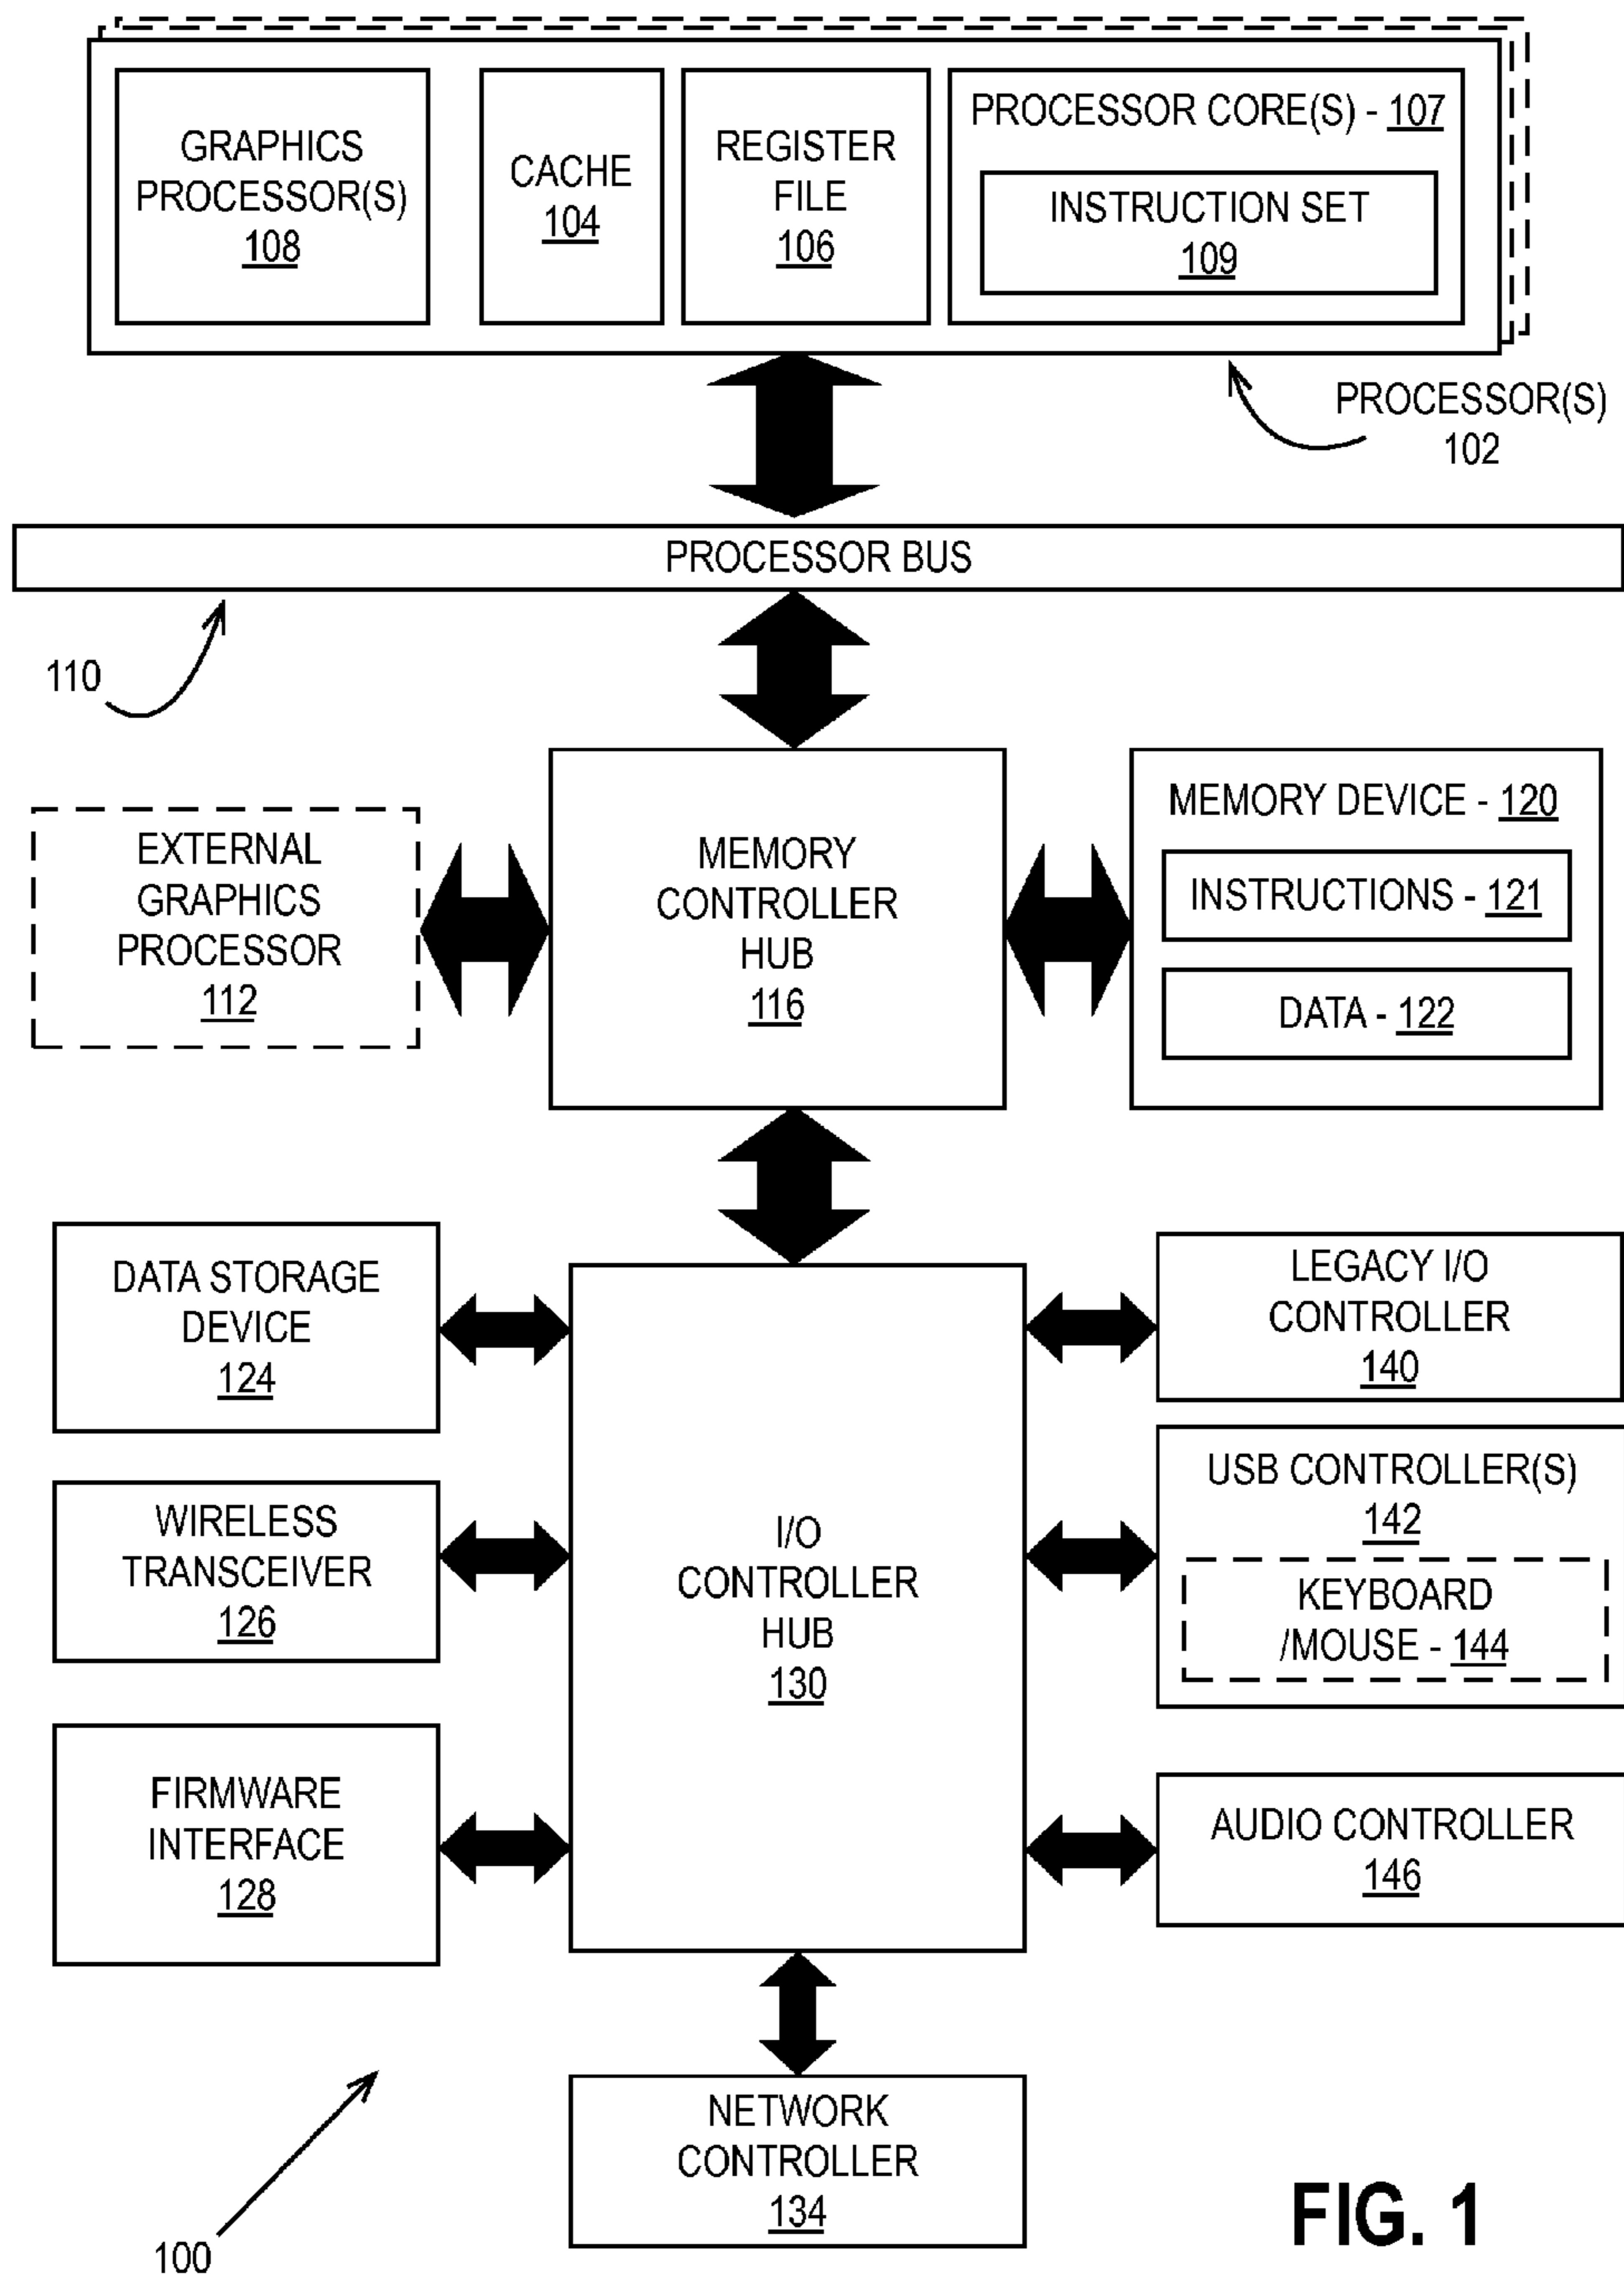 GRAPHICS
PROCESSOR(S)
108
CACHE
104
REGISTER
FILE
106
PROCESSOR CORE(S) - 107
INSTRUCTION SET
109
PROCESSOR(S)
102
PROCESSOR BUS
110
EXTERNAL
GRAPHICS
PROCESSOR
112
MEMORY
CONTROLLER
HUB
116
MEMORY DEVICE - 120
INSTRUCTIONS - 121
DATA - 122
DATA STORAGE
DEVICE
124
WIRELESS
TRANSCEIVER
126
FIRMWARE
INTERFACE
128
I/O
CONTROLLER
HUB
130
LEGACY I/O
CONTROLLER
140
USB CONTROLLER(S)
142
KEYBOARD
/MOUSE - 144
AUDIO CONTROLLER
146
NETWORK
CONTROLLER
134
100
FIG. 1